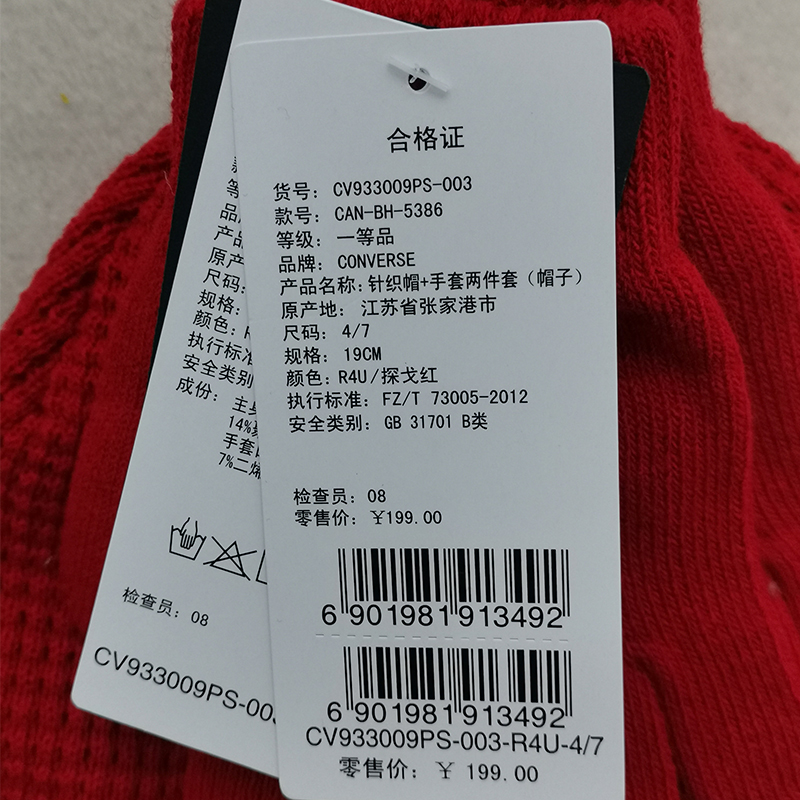 合格证
货号：CV933009PS-003
款号：CAN-BH-5386
等级：一等品
品牌：CONVERSE
产品名称：针织帽+手套两件套（帽子）
原产地：江苏省张家港市
尺码：4/7
规格：19CM
颜色：R4U/探戈红
执行标准：FZ/T 73005-2012
安全类别：GB 31701 B类
检查员：08
零售价：¥199.00
6 901981 913492
6 901981 913492
CV933009PS-003-R4U-4/7
零售价：¥ 199.00
等
品
产品
原产
尺码：
规格：
颜色：
执行标
安全类别
成份：主
14%
手套
7%二烯
检查员：08
CV933009PS-00